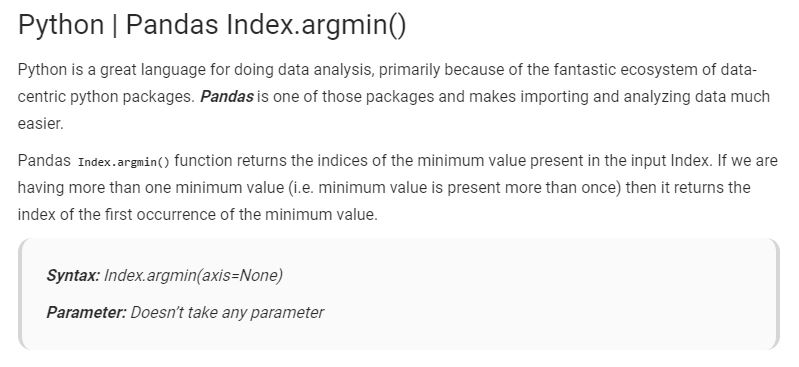 Python | Pandas Index.argmin()
Python is a great language for doing data analysis, primarily because of the fantastic ecosystem of data-
centric python packages. Pandas is one of those packages and makes importing and analyzing data much
easier.
Pandas Index.argmin() function returns the indices of the minimum value present in the input Index. If we are
having more than one minimum value (i.e. minimum value is present more than once) then it returns the
index of the first occurrence of the minimum value.
Syntax: Index.argmin(axis=None)
Parameter: Doesn’t take any parameter